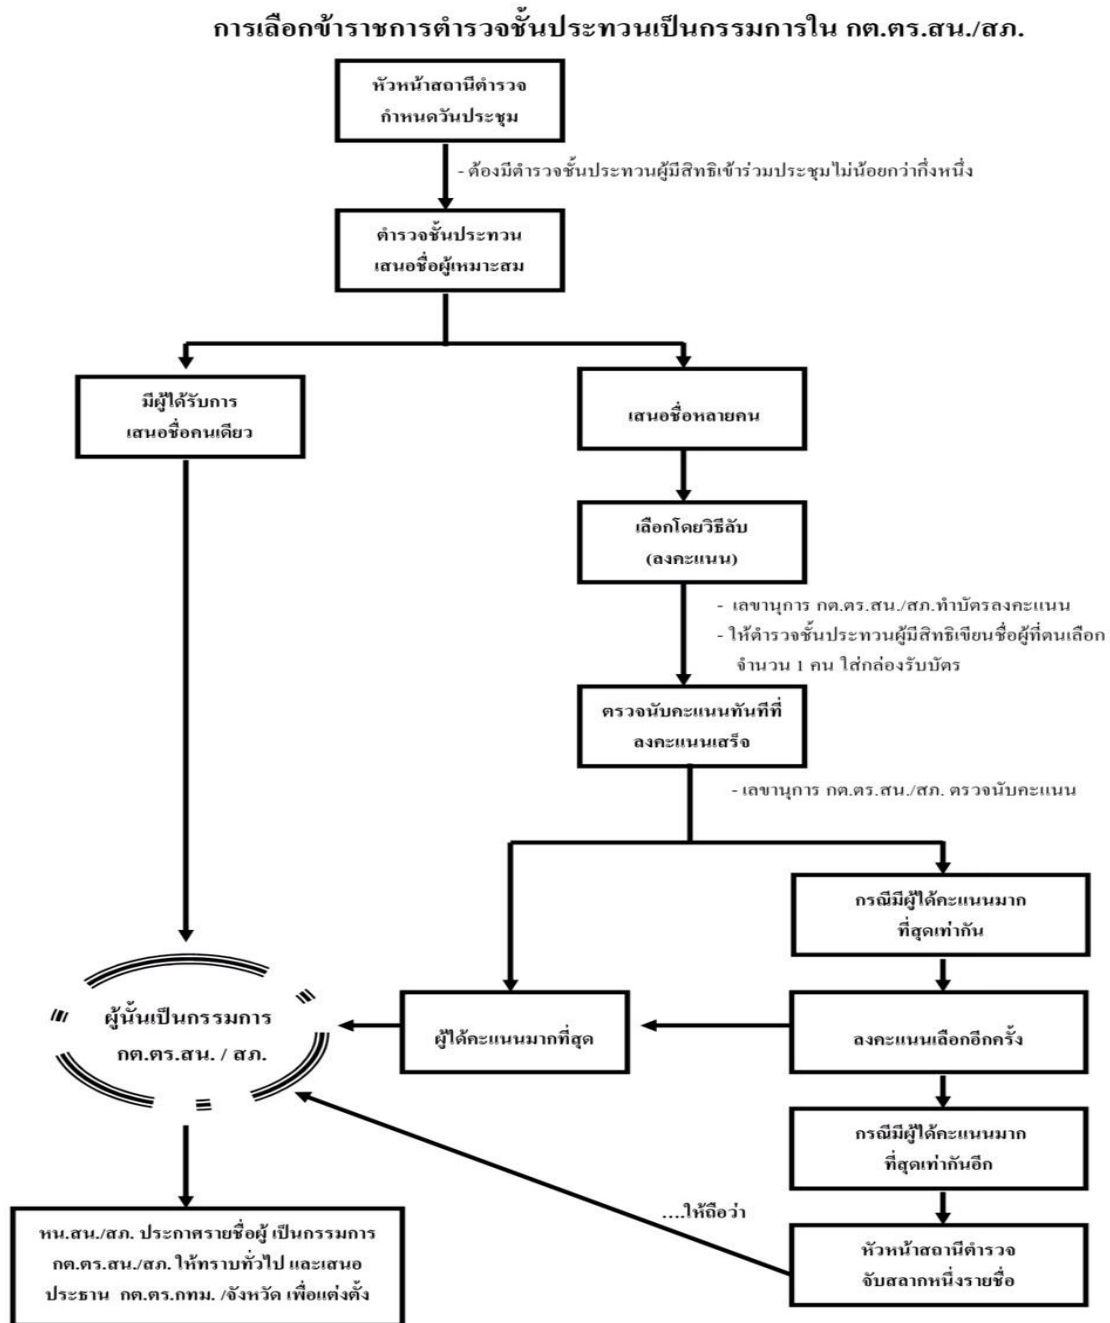 การเลือกข้าราชการตำรวจชั้นประทวนเป็นกรรมการใน กต.ตร.สน./สภ.
หัวหน้าสถานีตำรวจ
กำหนดวันประชุม
- ต้องมีตำรวจชั้นประทวนผู้มีสิทธิเข้าร่วมประชุมไม่น้อยกว่ากึ่งหนึ่ง
ตำรวจชั้นประทวน
เสนอชื่อผู้เหมาะสม
มีผู้ได้รับการ
เสนอชื่อคนเดียว
เสนอชื่อหลายคน
เลือกโดยวิธีลับ
(ลงคะแนน)
- เลขานุการ กต.ตร.สน./สภ.ทำบัตรลงคะแนน
- ให้ตำรวจชั้นประทวนผู้มีสิทธิเขียนชื่อผู้ที่ตนเลือก
จำนวน 1 คน ใส่กล่องรับบัตร
ตรวจนับคะแนนทันทีที่
ลงคะแนนเสร็จ
- เลขานุการ กต.ตร.สน./สภ. ตรวจนับคะแนน
กรณีมีผู้ได้คะแนนมาก
ที่สุดเท่ากัน
ผู้นั้นเป็นกรรมการ
กต.ตร.สน. / สภ.
ผู้ได้คะแนนมากที่สุด
ลงคะแนนเลือกอีกครั้ง
กรณีมีผู้ได้คะแนนมาก
ที่สุดเท่ากันอีก
....ให้ถือว่า
หัวหน้าสถานีตำรวจ
จับสลากหนึ่งรายชื่อ
หน.สน./สภ. ประกาศรายชื่อผู้ เป็นกรรมการ
กต.ตร.สน./สภ. ให้ทราบทั่วไป และเสนอ
ประธาน กต.ตร.กทม. /จังหวัด เพื่อแต่งตั้ง